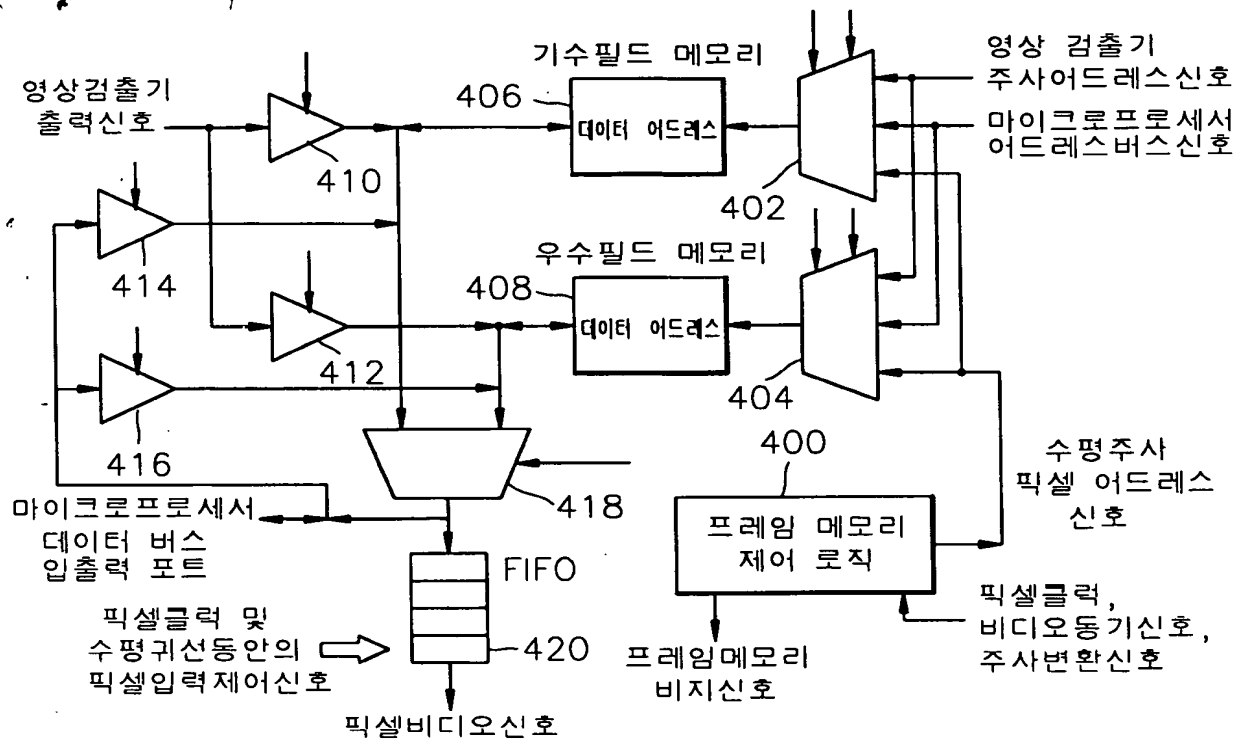 영상검출기
출력신호
기수필드 메모리
406
데이터 어드레스
영상 검출기
주사어드레스신호
마이크로프로세서
어드레스버스신호
410
402
414
우수필드 메모리
408
데이터 어드레스
412
404
416
418
400
프레임 메모리
제어 로직
수평주사
픽셀 어드레스
신호
마이크로프로세서
데이터 버스
입출력 포트
FIFO
픽셀클럭 및
수평귀선동안의
픽셀입력제어신호
420
프레임메모리
비지신호
픽셀클럭,
비디오동기신호,
주사변환신호
픽셀비디오신호